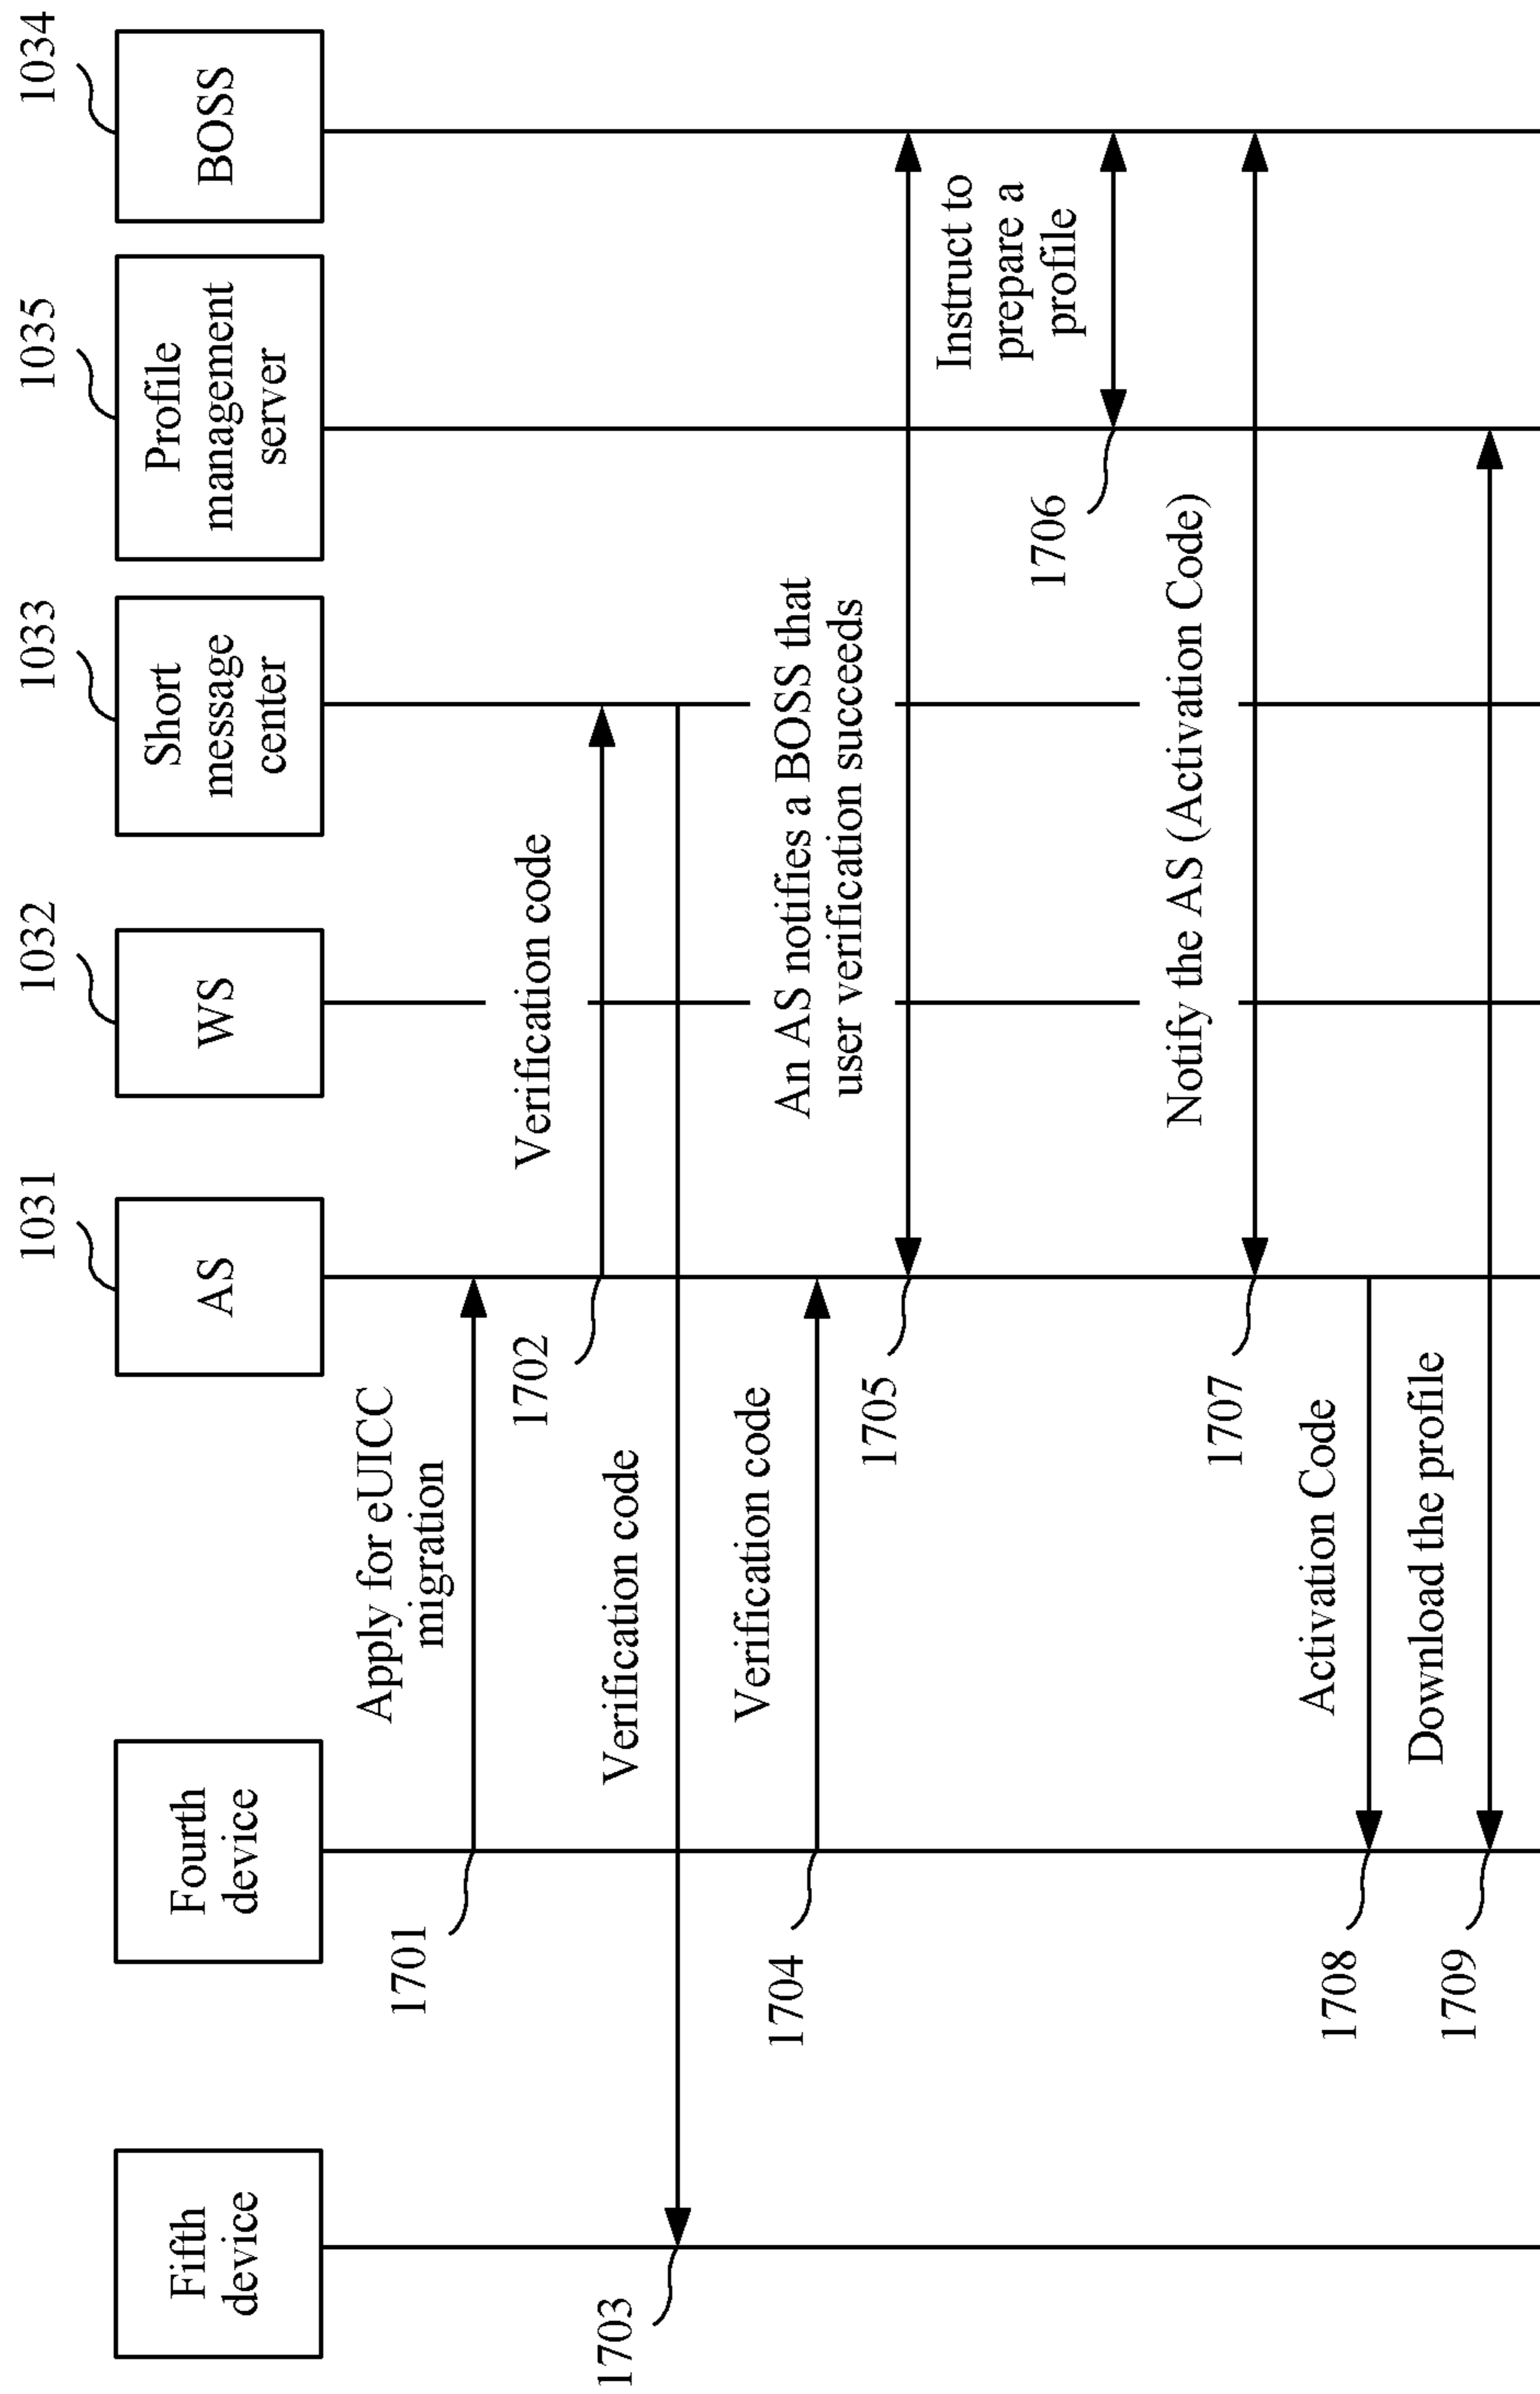 Fifth
device
Fourth
device
1031
AS
1032
WS
1033
Short
message
center
1035
Profile
management
server
1034
BOSS
1701
Apply for eUICC
migration
1702
Verification code
1703
Verification code
1704
Verification code
1705
An AS notifies a BOSS that
user verification succeeds
1706
Instruct to
prepare a
profile
1707
Notify the AS (Activation Code)
1708
Activation Code
1709
Download the profile